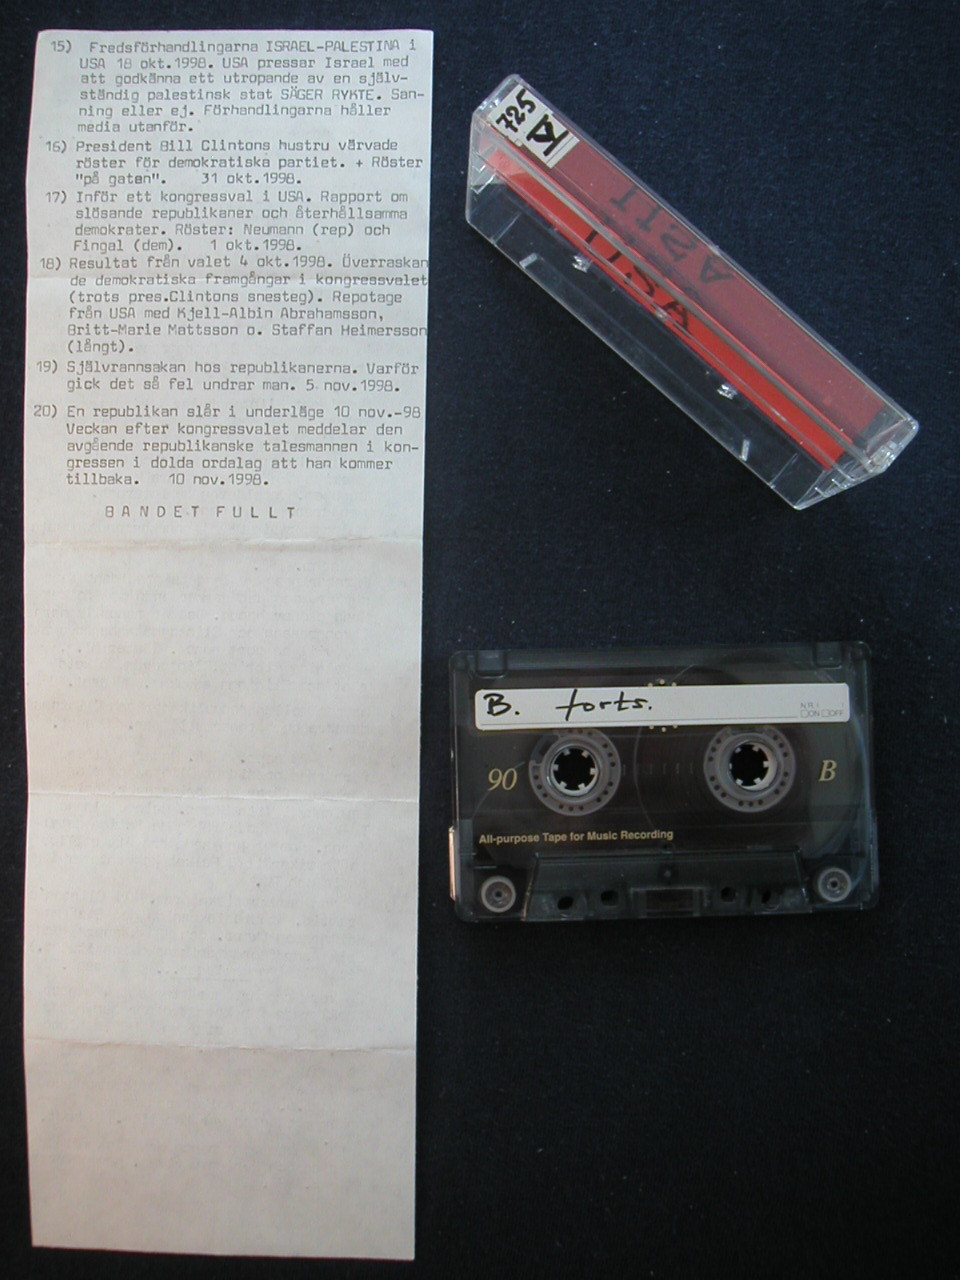 15) Fredsförhandlingarna ISRAEL-PALESTINA i
USA 18 okt.1998. USA pressar Israel med
att godkänna ett utropande av en själv-
ständig palestinsk stat SÄGER RYKTE. San-
ning eller ej. Förhandlingarna håller
media utanför.
16) President Bill Clintons hustru värvade
röster för demokratiska partiet. + Röster
"på gatan". 31 okt.1998.
17) Inför ett kongressval i USA. Rapport om
slösande republikaner och återhållsamma
demokrater. Röster: Neumann (rep) och
Fingal (dem). 1 okt.1998.
18) Resultat från valet 4 okt.1998. Överraskan
de demokratiska framgångar i kongressvalet
(trots pres.Clintons snesteg). Repotage
från USA med Kjell-Albin Abrahamsson,
Britt-Marie Mattsson o. Staffan Heimersson
(långt).
19) Självrannsakan hos republikanerna. Varför
gick det så fel undrar man. 5 nov.1998.
20) En republikan slår i underläge 10 nov.-98
Veckan efter kongressvalet meddelar den
avgående republikanske talesmannen i kon-
gressen i dolda ordalag att han kommer
tillbaka. 10 nov.1998.
BANDET FULLT
725
USA
B. forts.
ON OFF
90 B
All-purpose Tape for Music Recording